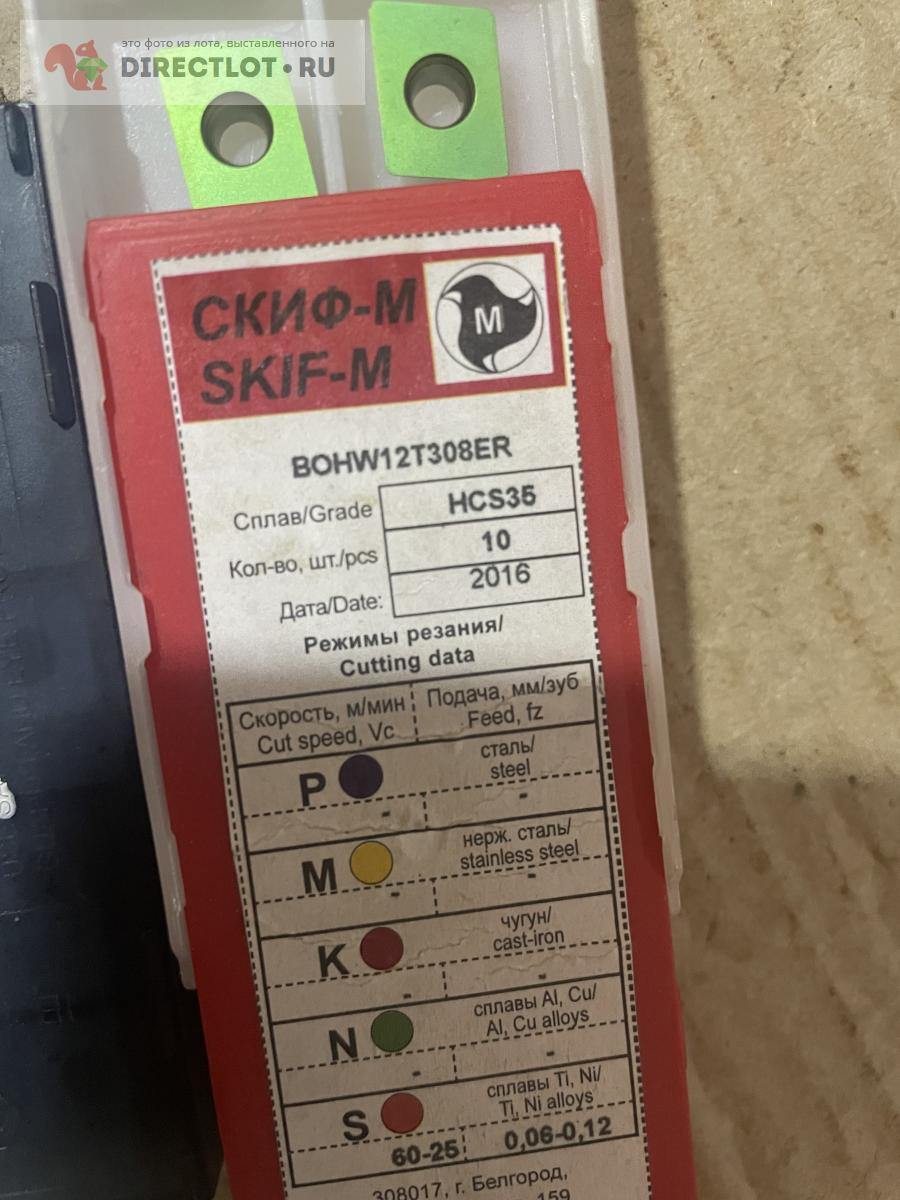 это фото из лота, выставленного на
DIRECTLOT•RU
СКИФ-М
SKIF-M
M
BOHW12T308ER
Сплав/Grade HCS35
Кол-во, шт./pcs 10
Дата/Date: 2016
Режимы резания/
Cutting data
Скорость, м/мин Подача, мм/зуб
Cut speed, Vc Feed, fz
P сталь/
steel
- -
M нерж. сталь/
stainless steel
- -
K чугун/
cast-iron
- -
N сплавы Al, Cu/
Al, Cu alloys
- -
S сплавы Ti, Ni/
Ti, Ni alloys
60-25 0,06-0,12
308017, г. Белгород,
159